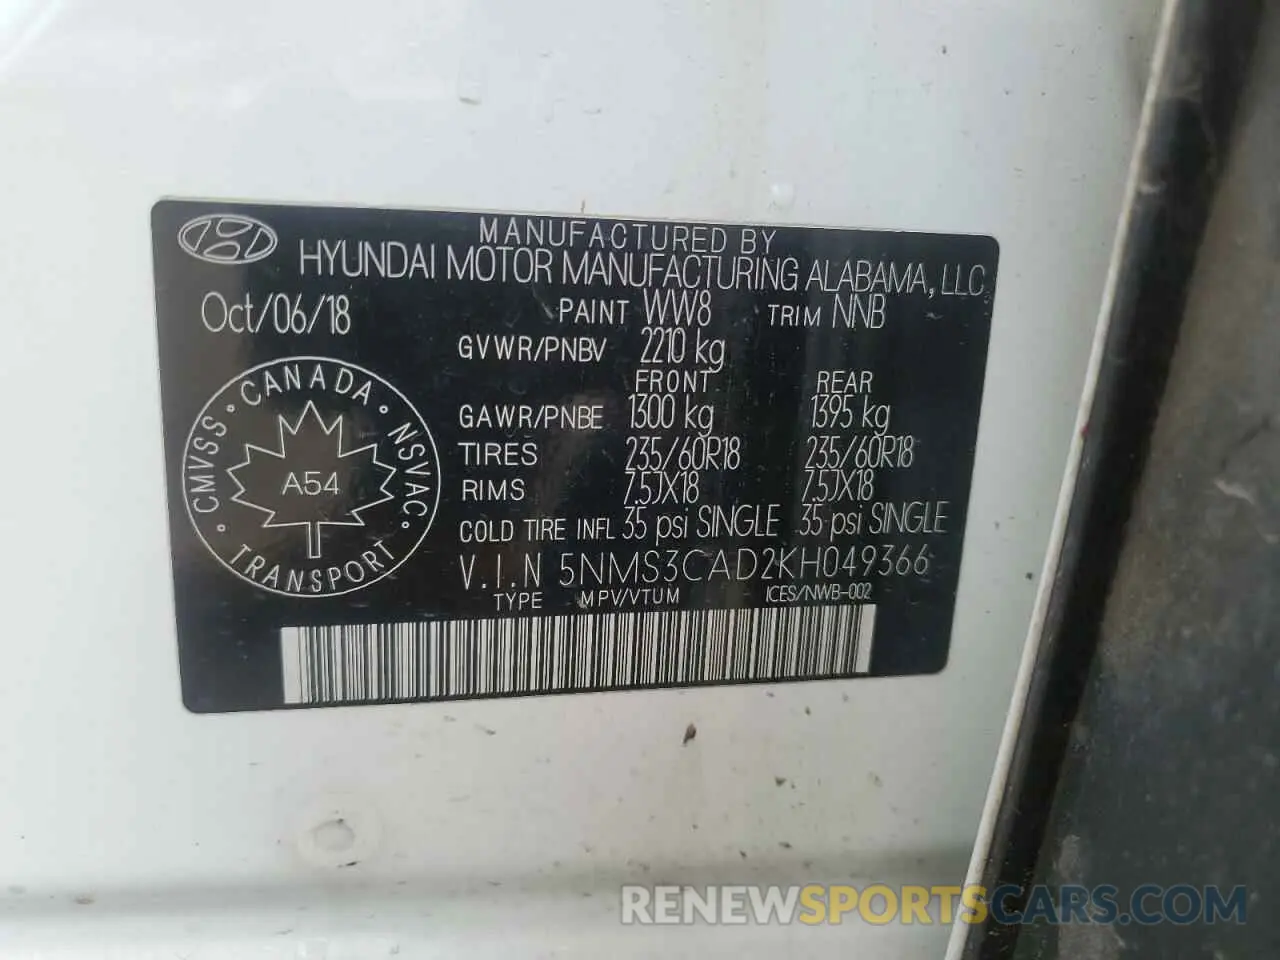 MANUFACTURED BY
HYUNDAI MOTOR MANUFACTURING ALABAMA, LLC
Oct/06/18
PAINT WW8 TRIM NNB
GVWR/PNBV 2210 kg
FRONT REAR
GAWR/PNBE 1300 kg 1395 kg
TIRES 235/60R18 235/60R18
RIMS 7.5JX18 7.5JX18
COLD TIRE INFL 35 psi SINGLE 35 psi SINGLE
V.I.N 5NMS3CAD2KH049366
TYPE MPV/VTUM ICES/NWB-002
CMVSS • CANADA • NSVAC •
A54
TRANSPORT •
RENEWSPORTSCARS.COM